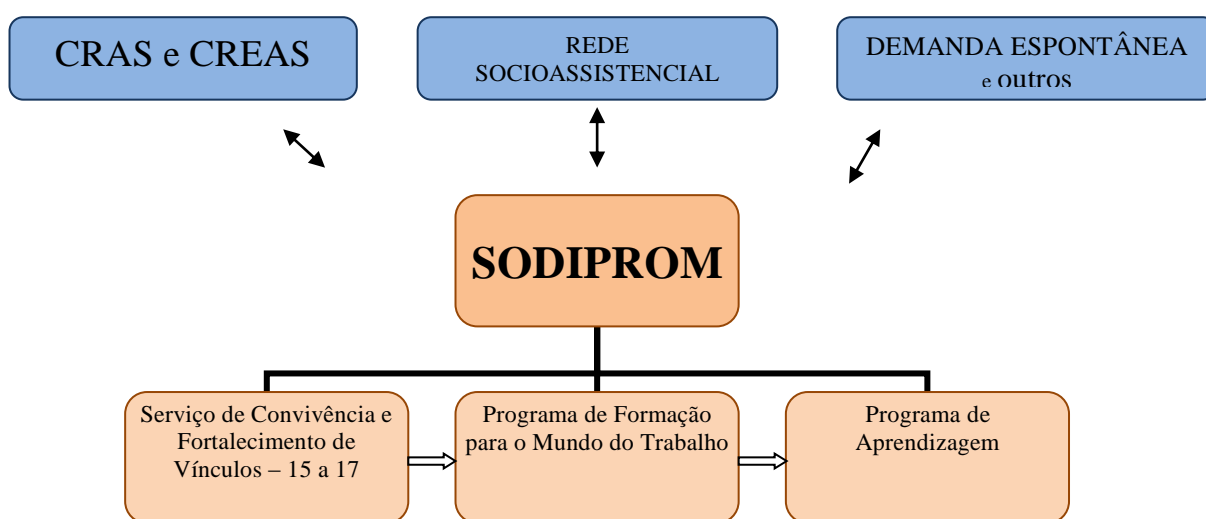 CRAS e CREAS
REDE
SOCIOASSISTENCIAL
DEMANDA ESPONTÂNEA
e outros
SODIPROM
Serviço de Convivência e
Fortalecimento de
Vínculos – 15 a 17
Programa de Formação
para o Mundo do Trabalho
Programa de
Aprendizagem